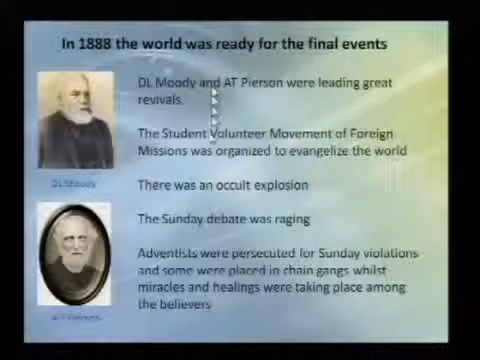 In 1888 the world was ready for the final events
DL Moody and AT Pierson were leading great
revivals.
The Student Volunteer Movement of Foreign
Missions was organized to evangelize the world
There was an occult explosion
The Sunday debate was raging
Adventists were persecuted for Sunday violations
and some were placed in chain gangs whilst
miracles and healings were taking place among
the believers
DL Moody
AT Pierson